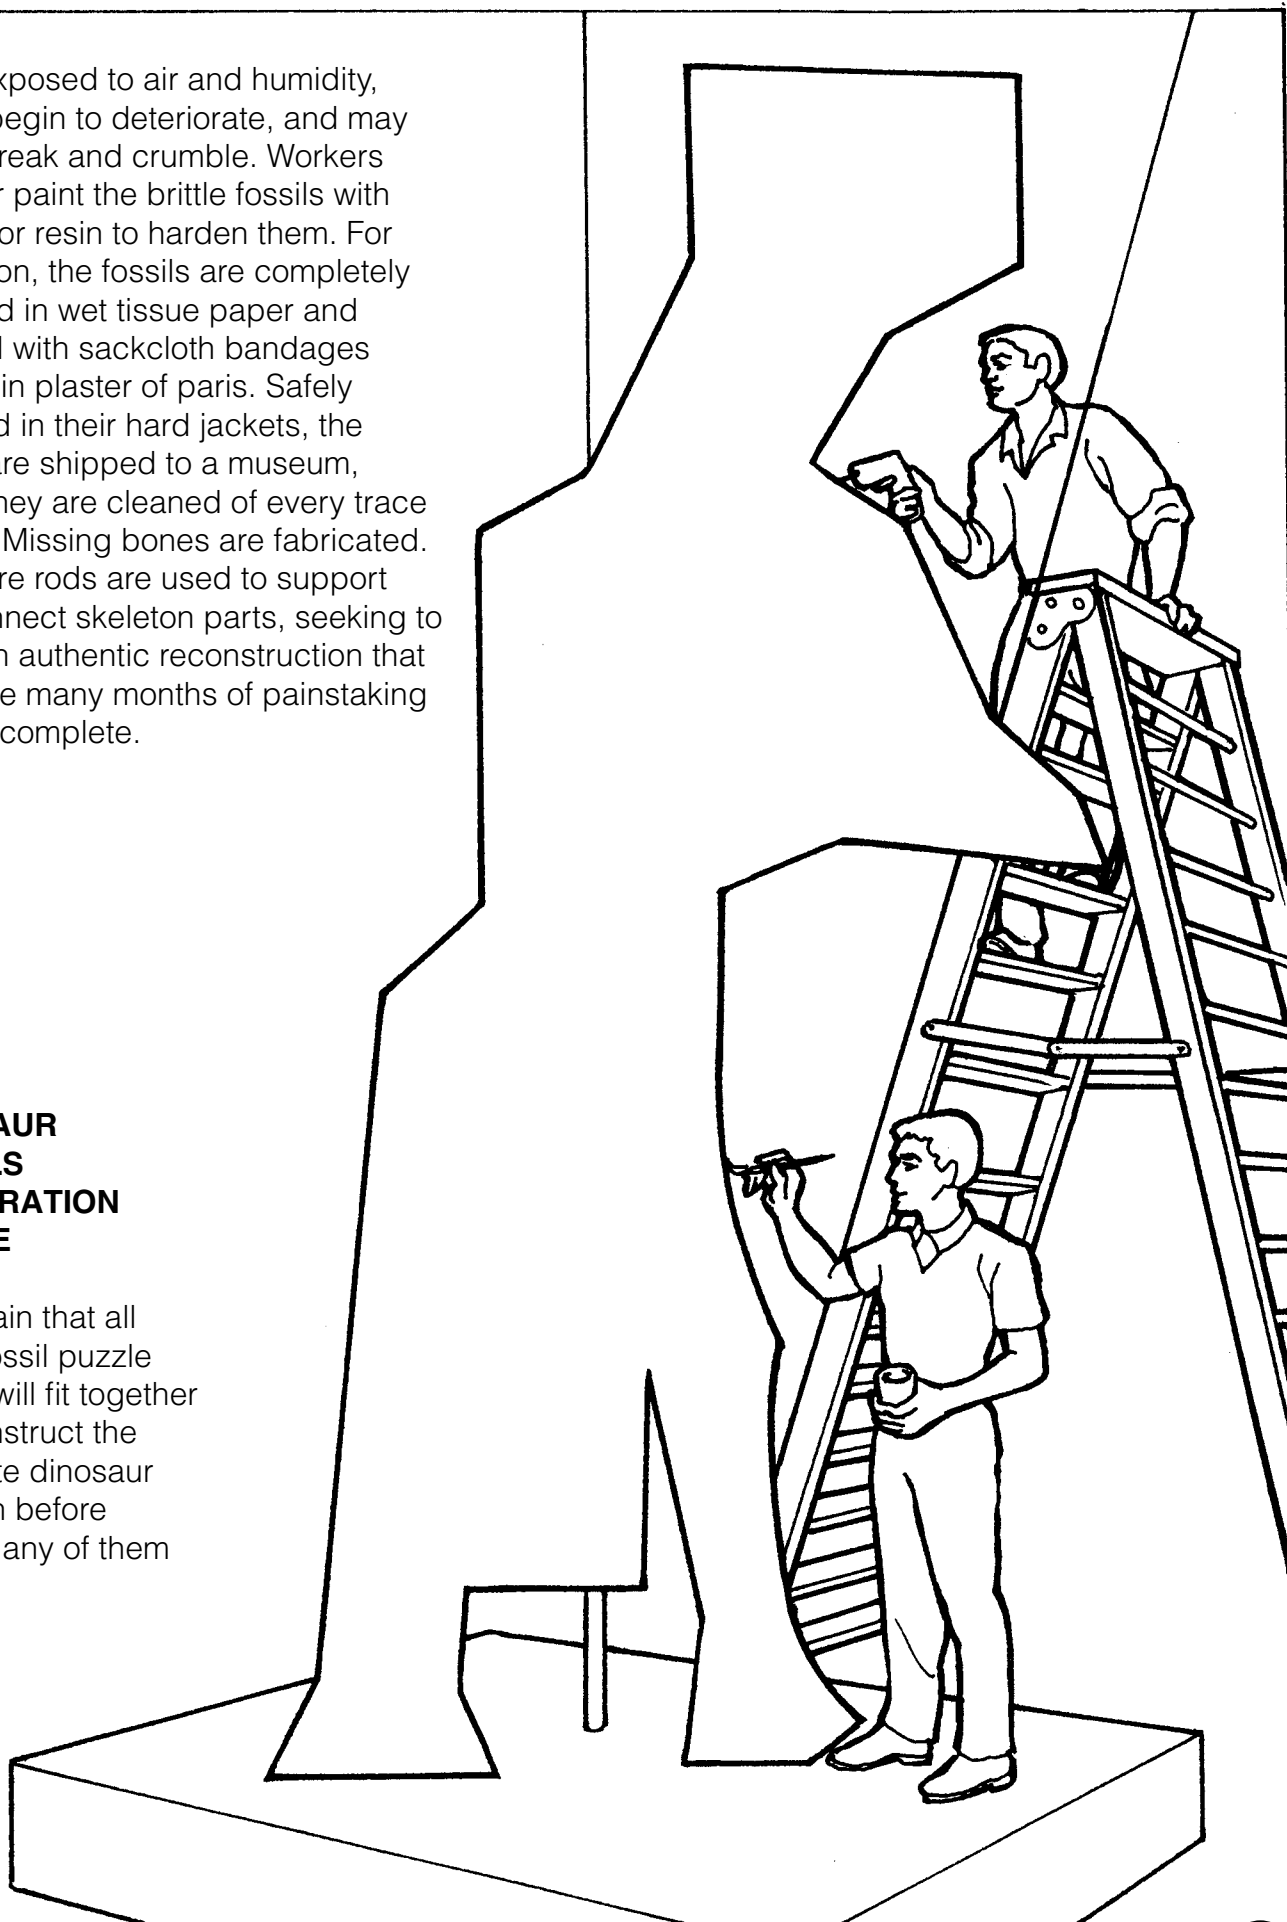 xposed to air and humidity,
begin to deteriorate, and may
reak and crumble. Workers
r paint the brittle fossils with
or resin to harden them. For
on, the fossils are completely
d in wet tissue paper and
d with sackcloth bandages
in plaster of paris. Safely
d in their hard jackets, the
are shipped to a museum,
hey are cleaned of every trace
Missing bones are fabricated.
re rods are used to support
nnect skeleton parts, seeking to
n authentic reconstruction that
e many months of painstaking
complete.
AUR
LS
RATION
E
ain that all
ossil puzzle
will fit together
nstruct the
te dinosaur
n before
any of them